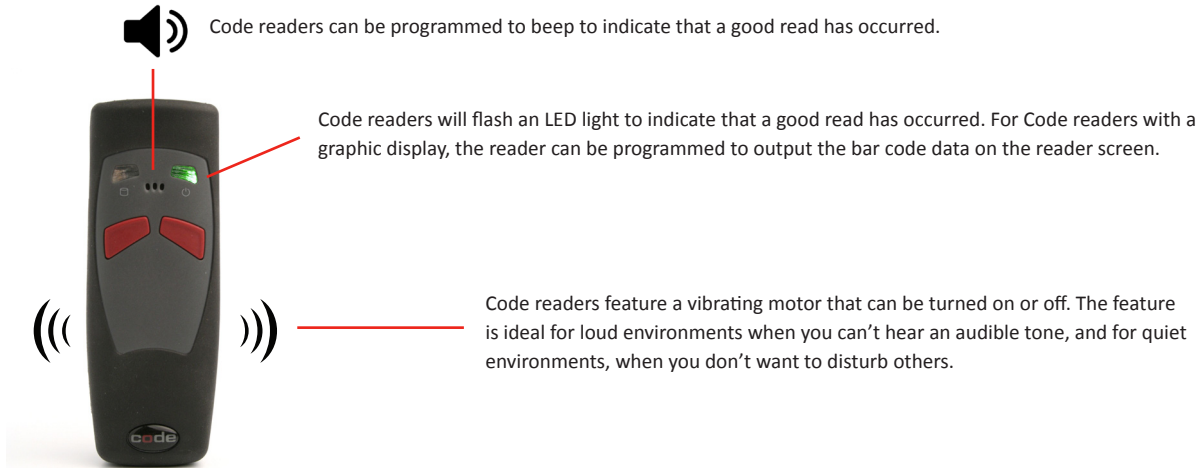 Code readers can be programmed to beep to indicate that a good read has occurred.
Code readers will flash an LED light to indicate that a good read has occurred. For Code readers with a
graphic display, the reader can be programmed to output the bar code data on the reader screen.
Code readers feature a vibrating motor that can be turned on or off. The feature
is ideal for loud environments when you can’t hear an audible tone, and for quiet
environments, when you don’t want to disturb others.
code